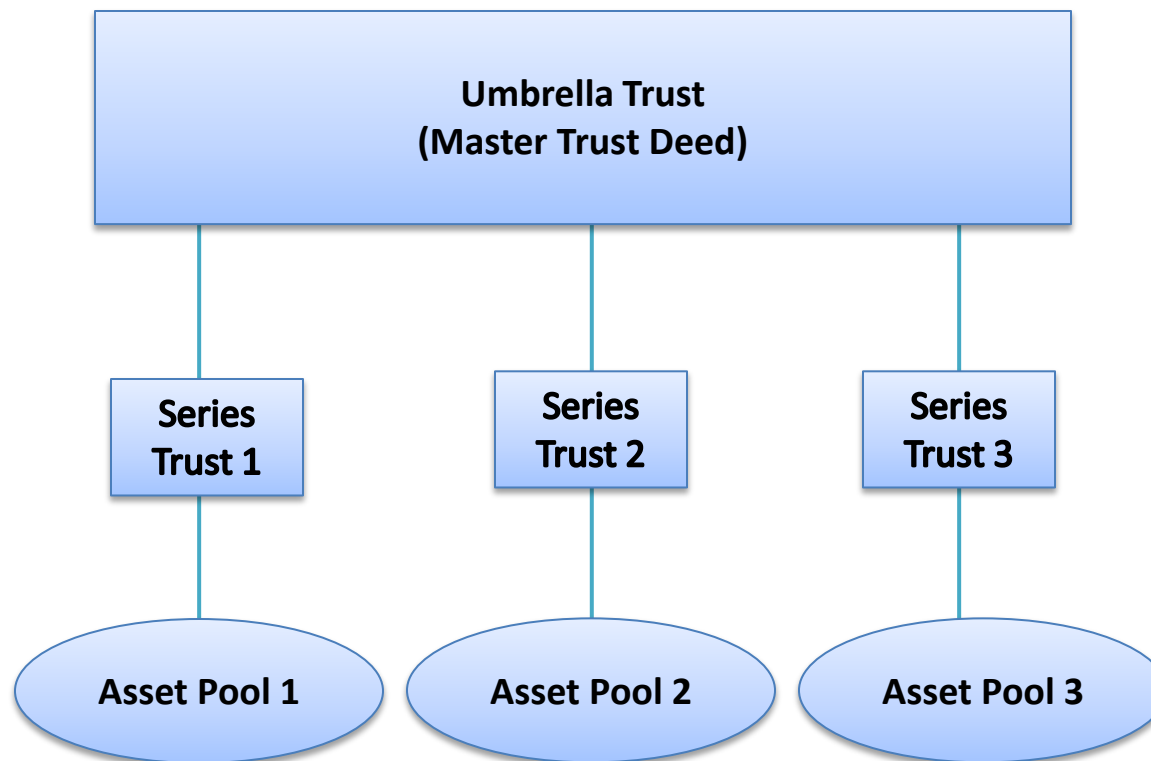 Umbrella Trust
(Master Trust Deed)
Series
Trust 1
Series
Trust 2
Series
Trust 3
Asset Pool 1
Asset Pool 2
Asset Pool 3